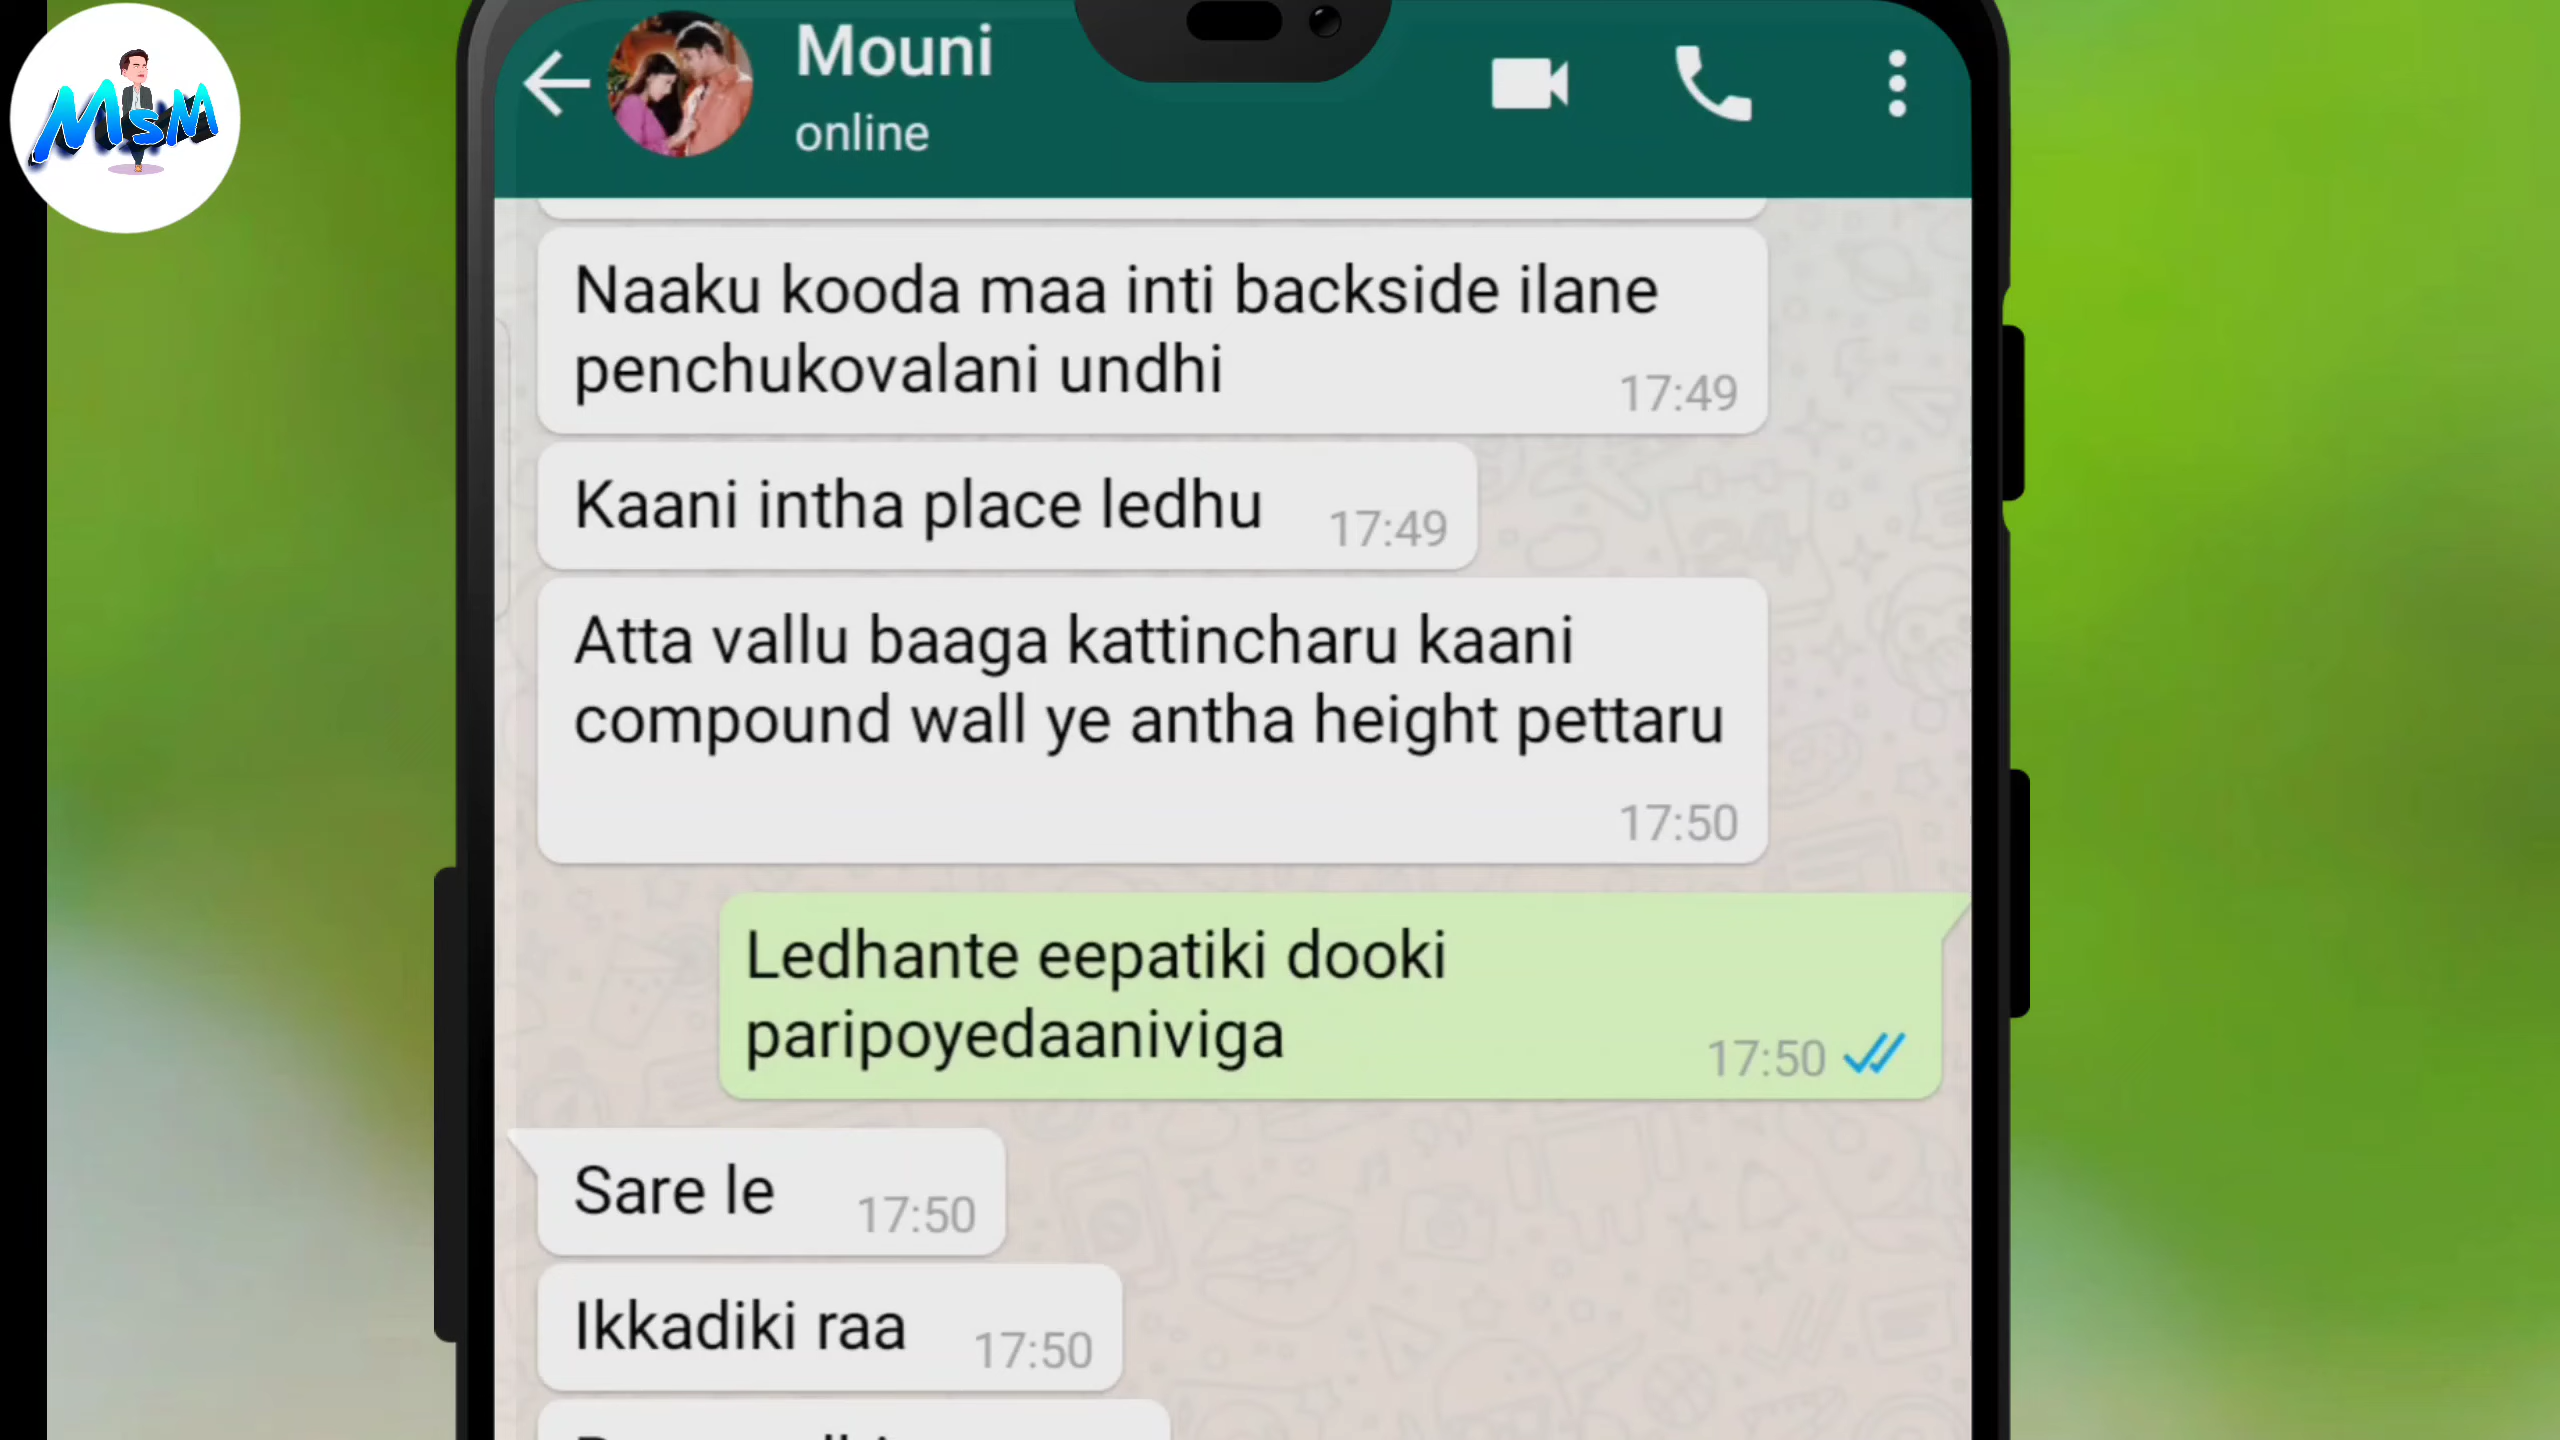 MsM
Mouni
online
Naaku kooda maa inti backside ilane
penchukovalani undhi
17:49
Kaani intha place ledhu 17:49
Atta vallu baaga kattincharu kaani
compound wall ye antha height pettaru
17:50
Ledhante eepatiki dooki
paripoyedaaniviga
17:50
Sare le 17:50
Ikkadiki raa 17:50